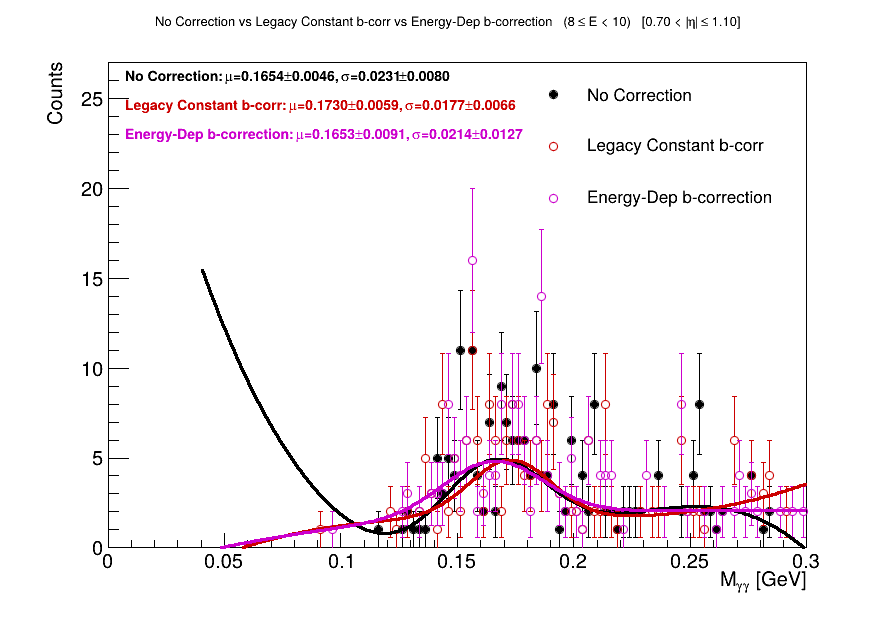 No Correction vs Legacy Constant b-corr vs Energy-Dep b-correction (8 ≤ E < 10) [0.70 < |η| ≤ 1.10]
Counts
No Correction: μ=0.1654±0.0046, σ=0.0231±0.0080
Legacy Constant b-corr: μ=0.1730±0.0059, σ=0.0177±0.0066
Energy-Dep b-correction: μ=0.1653±0.0091, σ=0.0214±0.0127
No Correction
Legacy Constant b-corr
Energy-Dep b-correction
25
20
15
10
5
0
0 0.05 0.1 0.15 0.2 0.25 0.3
Mγγ [GeV]